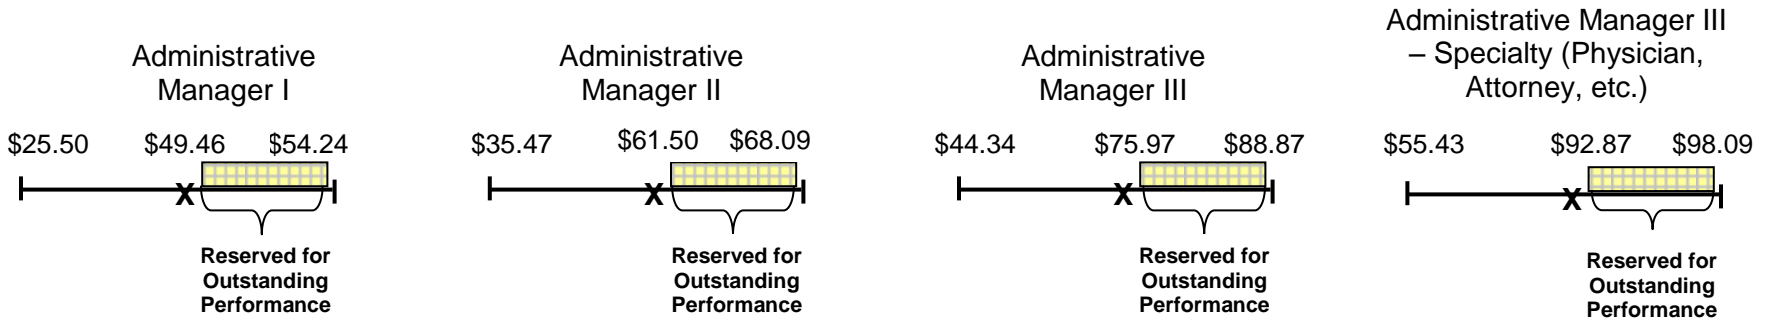 Administrative
Manager I
$25.50 $49.46 $54.24
X
Reserved for
Outstanding
Performance
Administrative
Manager II
$35.47 $61.50 $68.09
X
Reserved for
Outstanding
Performance
Administrative
Manager III
$44.34 $75.97 $88.87
X
Reserved for
Outstanding
Performance
Administrative Manager III
– Specialty (Physician,
Attorney, etc.)
$55.43 $92.87 $98.09
X
Reserved for
Outstanding
Performance